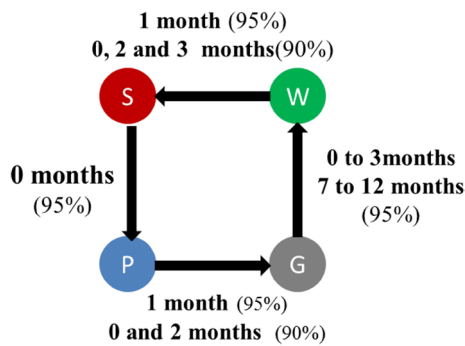 1 month (95%)
0, 2 and 3 months(90%)
S
W
0 months
(95%)
0 to 3months
7 to 12 months
(95%)
P
G
1 month (95%)
0 and 2 months (90%)